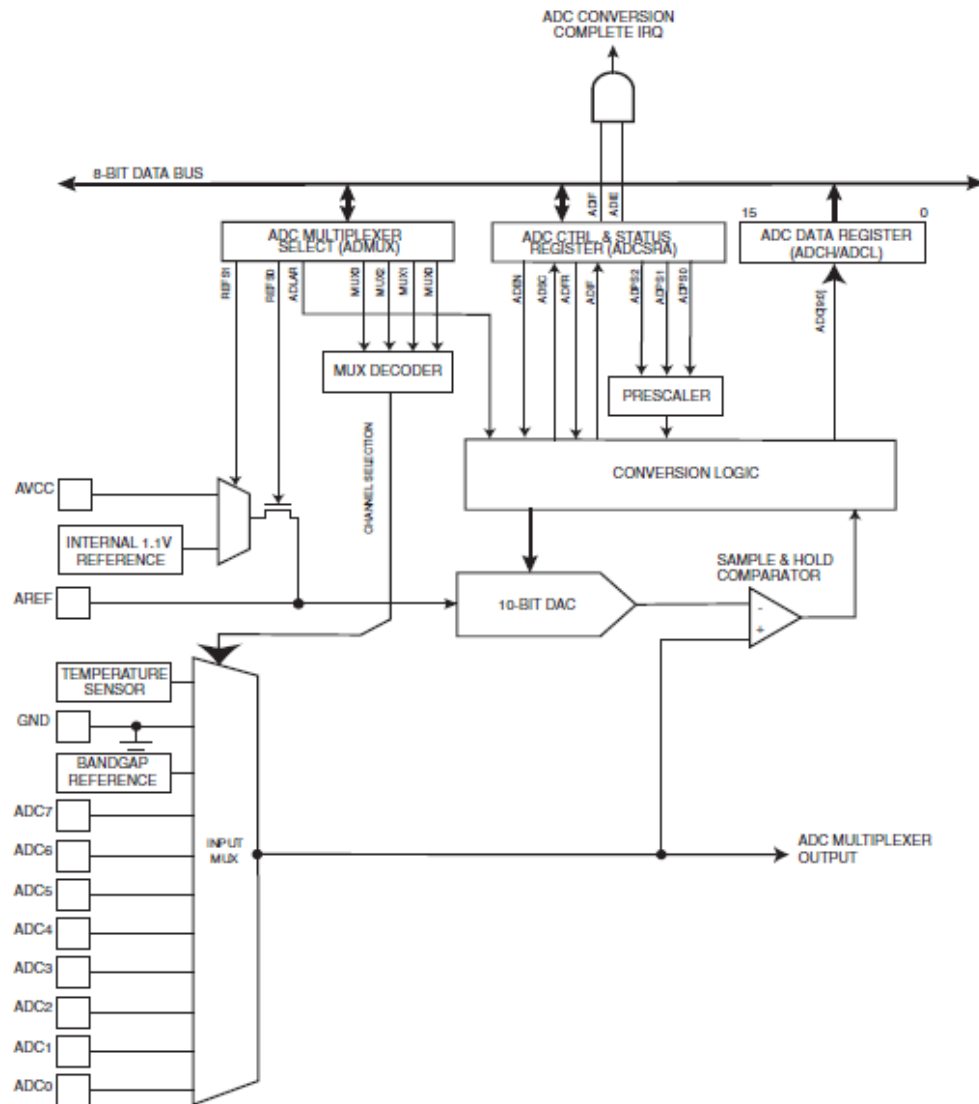 ADC CONVERSION
COMPLETE IRQ
8-BIT DATA BUS
ADIF
ADIE
15
0
ADC MULTIPLEXER
SELECT (ADMUX)
ADC CTRL. & STATUS
REGISTER (ADCSRA)
ADC DATA REGISTER
(ADCH/ADCL)
REFS1
REFS0
ADLAR
MUX3
MUX2
MUX1
MUX0
ADEN
ADSC
ADFR
ADIF
ADPS2
ADPS1
ADPS0
ADC[9:0]
MUX DECODER
PRESCALER
CHANNEL SELECTION
CONVERSION LOGIC
AVCC
INTERNAL 1.1V
REFERENCE
SAMPLE & HOLD
COMPARATOR
AREF
10-BIT DAC
-
+
TEMPERATURE
SENSOR
GND
BANDGAP
REFERENCE
ADC7
ADC6
ADC5
ADC4
ADC3
ADC2
ADC1
ADC0
INPUT
MUX
ADC MULTIPLEXER
OUTPUT